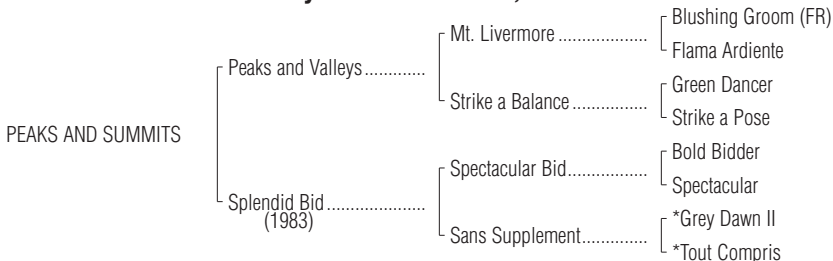 Blushing Groom (FR)
Mt. Livermore ....................
Flama Ardiente
Peaks and Valleys.............
Green Dancer
Strike a Balance .................
Strike a Pose
PEAKS AND SUMMITS
Bold Bidder
Spectacular Bid..................
Spectacular
Splendid Bid ......................
(1983)
*Grey Dawn II
Sans Supplement...............
*Tout Compris